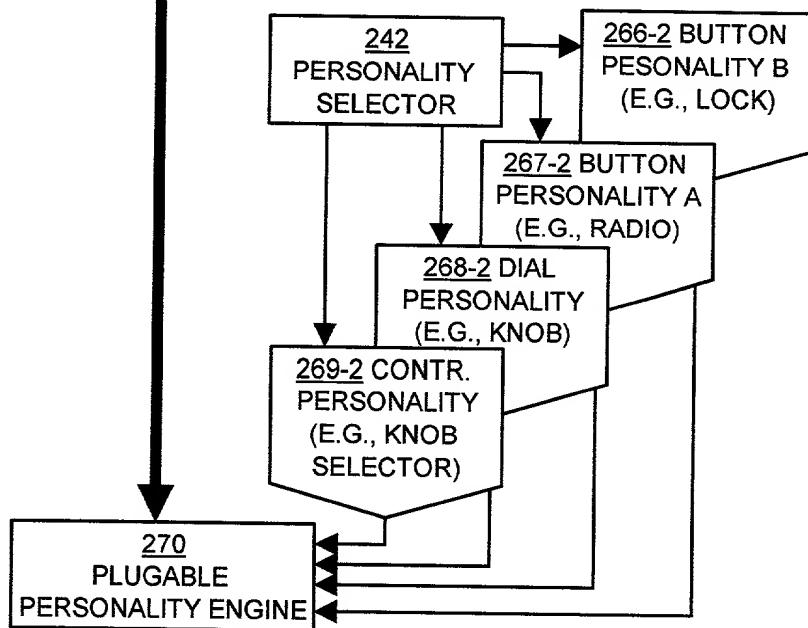 242
PERSONALITY
SELECTOR
266-2 BUTTON
PESONALITY B
(E.G., LOCK)
267-2 BUTTON
PERSONALITY A
(E.G., RADIO)
268-2 DIAL
PERSONALITY
(E.G., KNOB)
269-2 CONTR.
PERSONALITY
(E.G., KNOB
SELECTOR)
270
PLUGABLE
PERSONALITY ENGINE